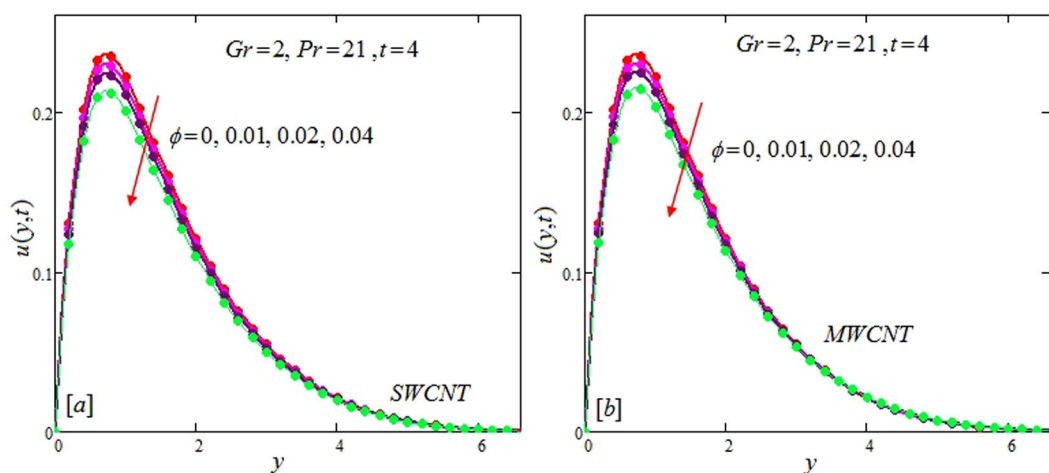 Gr=2, Pr=21 ,t=4
ϕ=0, 0.01, 0.02, 0.04
u(y,t)
0.2
0.1
0
SWCNT
[a]
0
2
4
6
y
Gr=2, Pr=21 ,t=4
ϕ=0, 0.01, 0.02, 0.04
u(y,t)
0.2
0.1
0
MWCNT
[b]
0
2
4
6
y